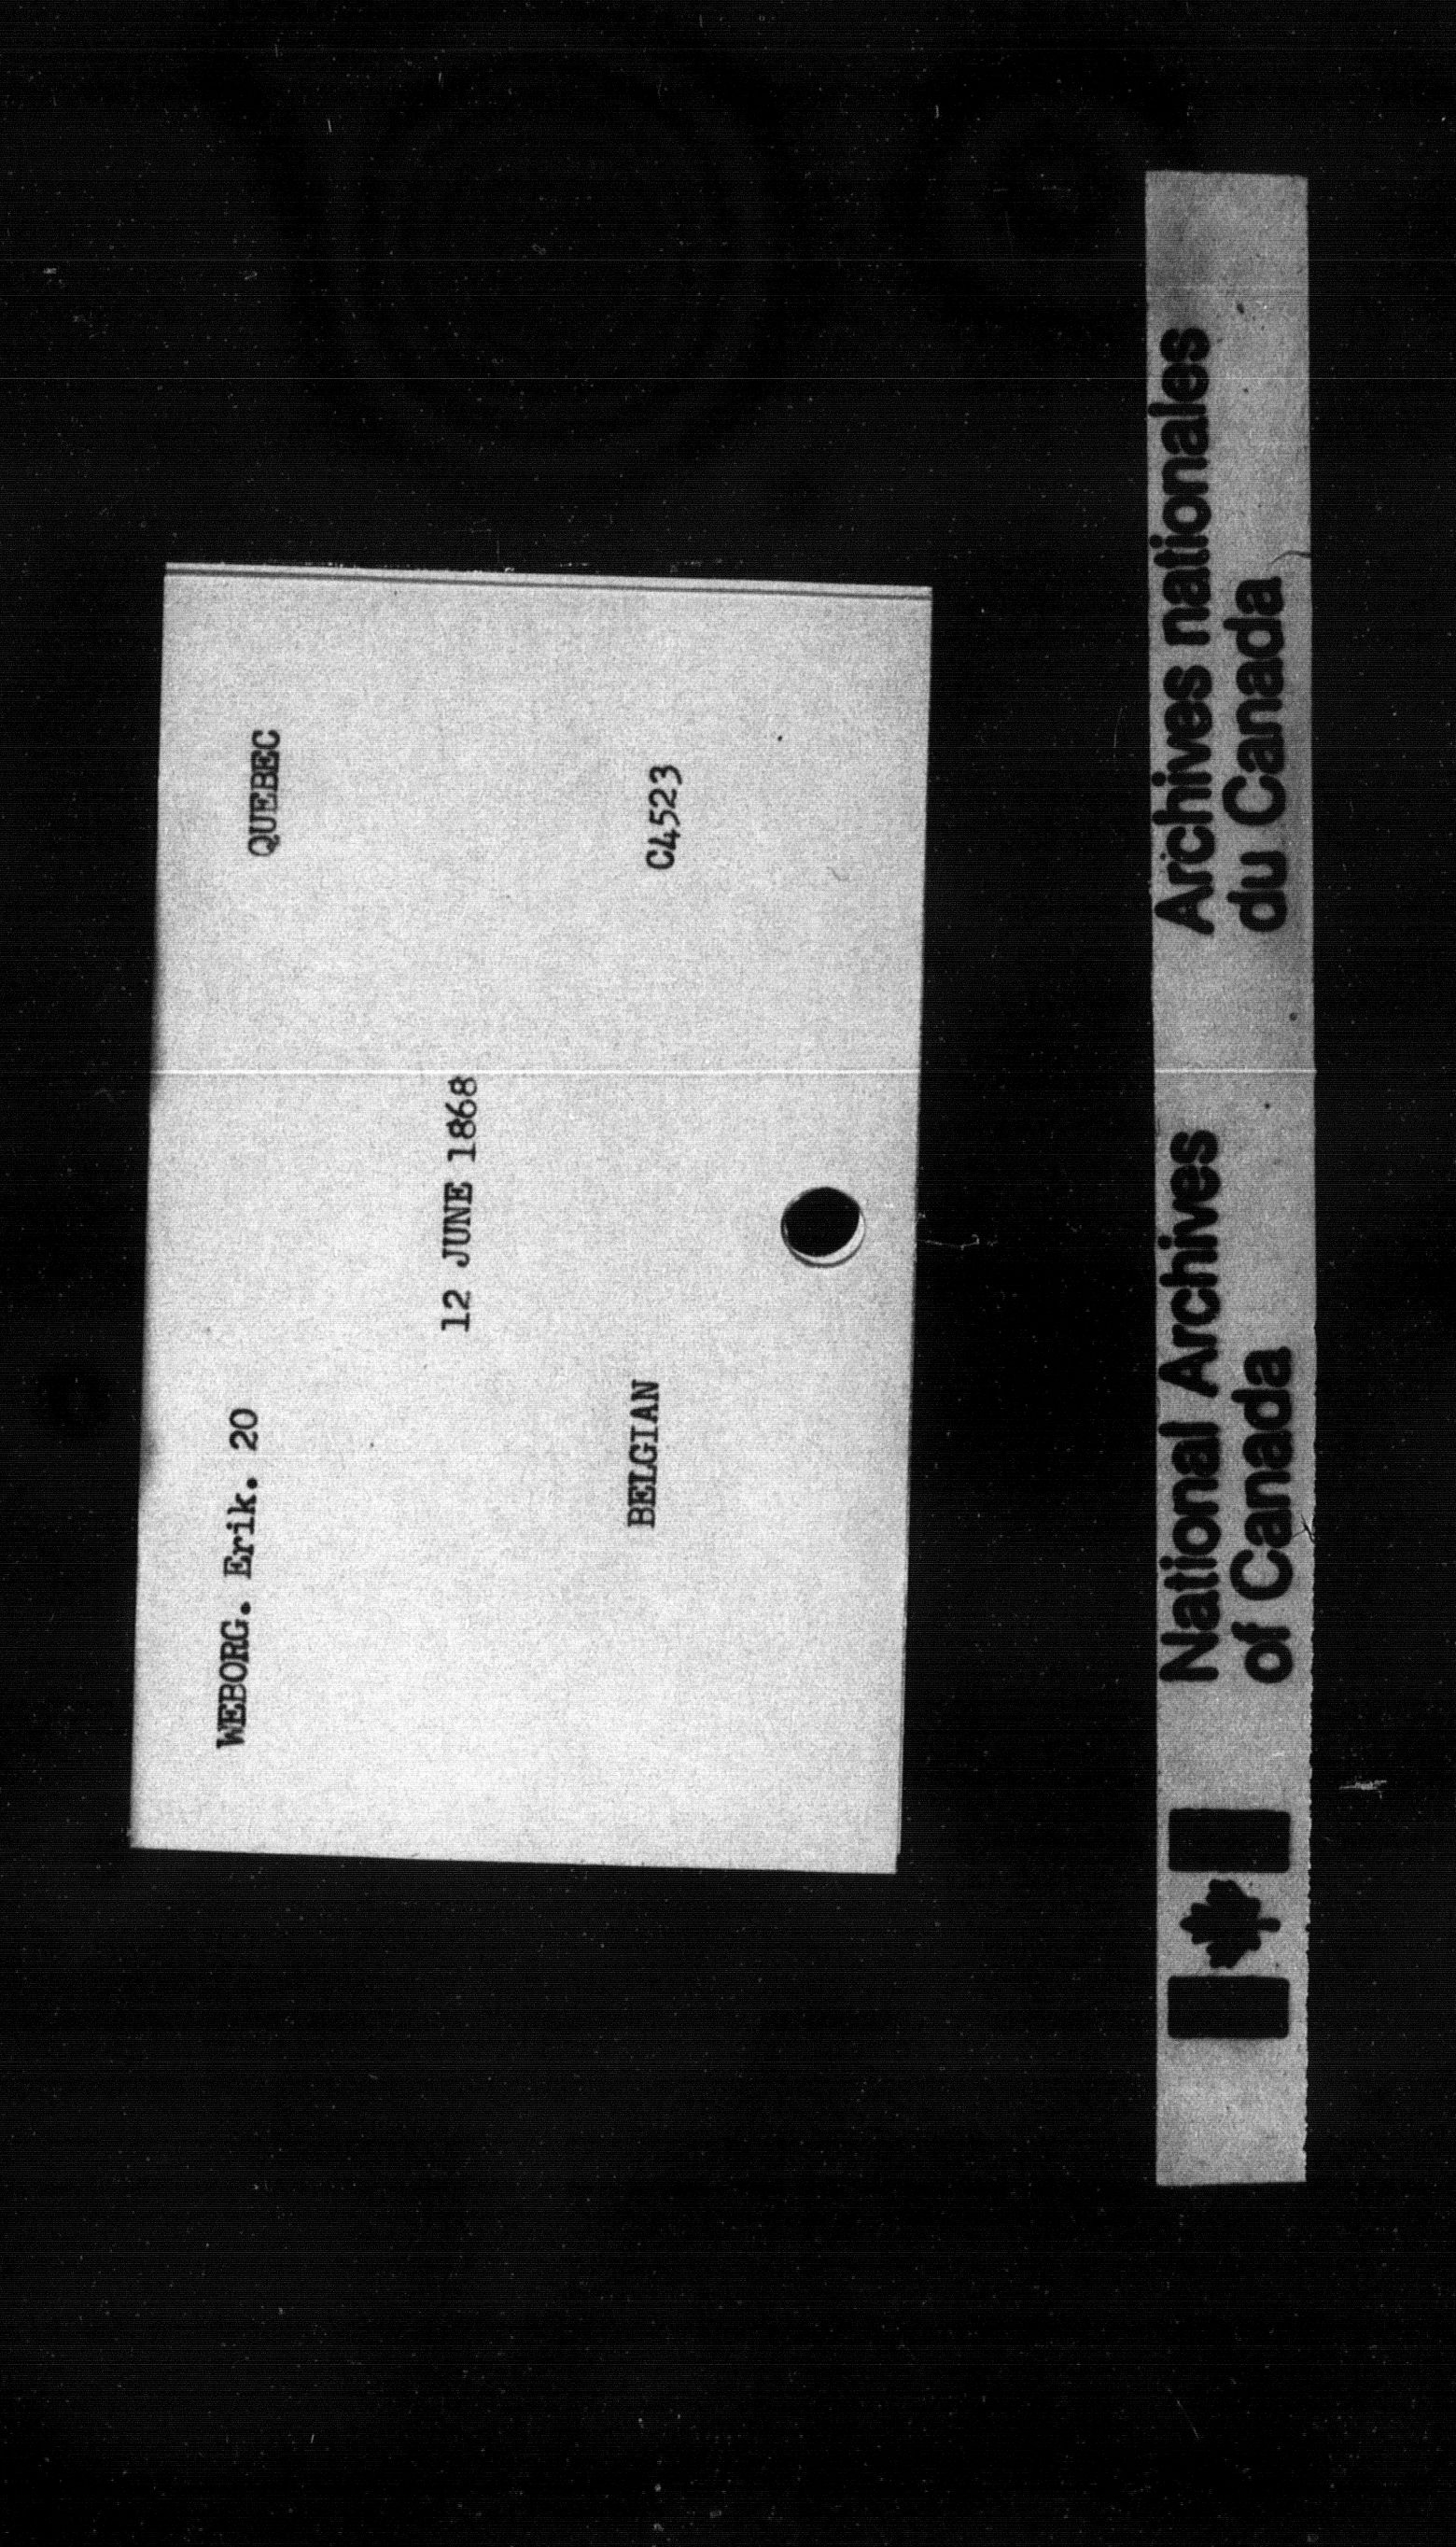 WEBORG. Erik. 20 QUEBEC
12 JUNE 1868
BELGIAN C4523
National Archives Archives nationales
of Canada du Canada